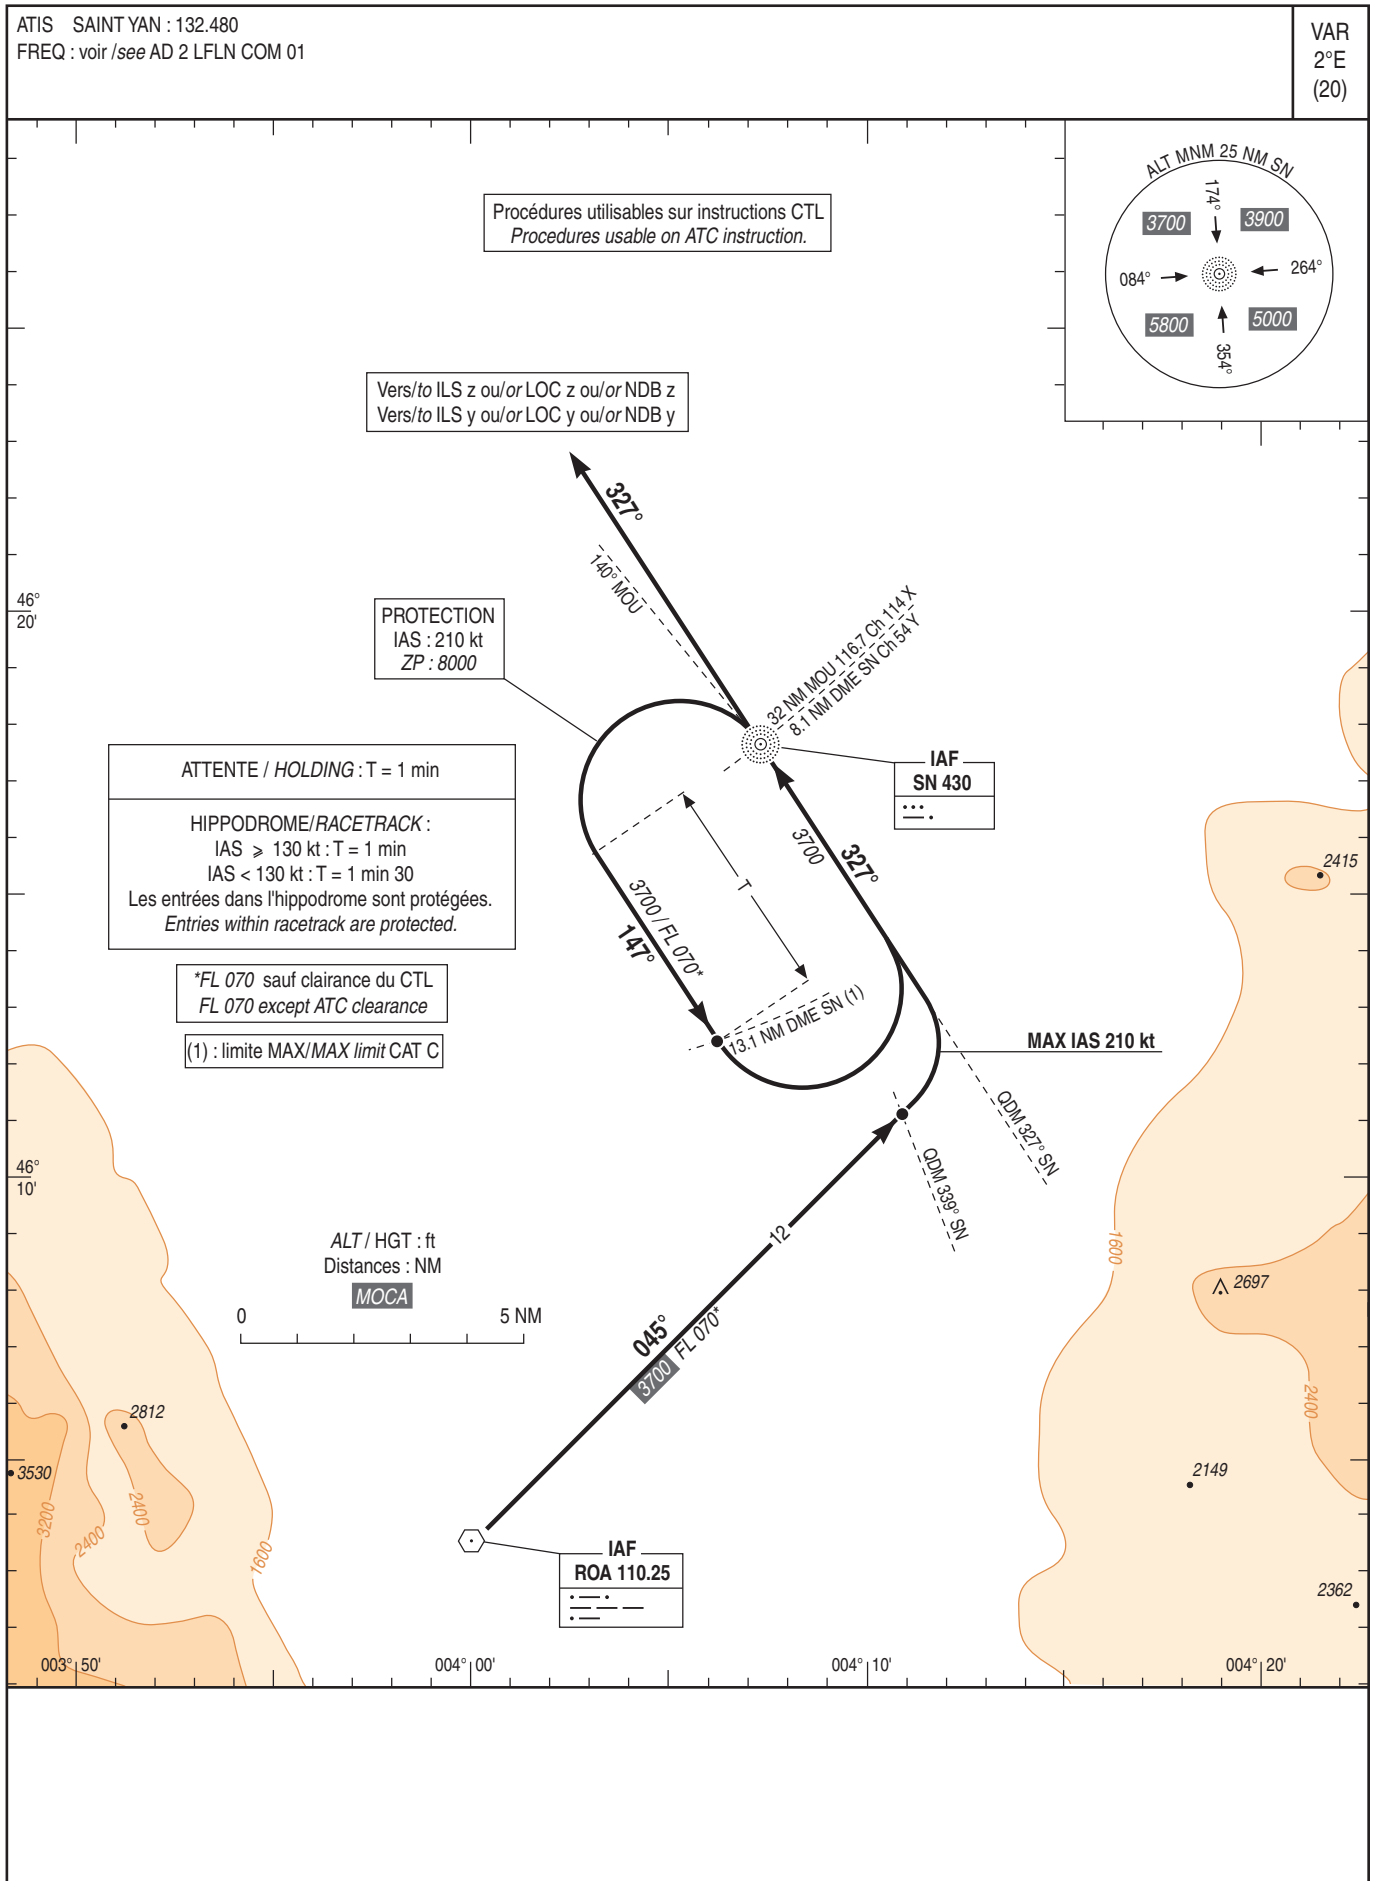 ATIS SAINT YAN : 132.480
FREQ : voir /see AD 2 LFLN COM 01
VAR
2°E
(20)
ALT MNM 25 NM SN
174°
3700
3900
084°
264°
5800
5000
354°
Procédures utilisables sur instructions CTL
Procedures usable on ATC instruction.
Vers/to ILS z ou/or LOC z ou/or NDB z
Vers/to ILS y ou/or LOC y ou/or NDB y
327°
140° MOU
46°
20'
PROTECTION
IAS : 210 kt
ZP : 8000
32 NM MOU 116.7 Ch 114 X
8.1 NM DME SN Ch 54 Y
IAF
SN 430
ATTENTE / HOLDING : T = 1 min
HIPPODROME/RACETRACK :
IAS ⩾ 130 kt : T = 1 min
IAS < 130 kt : T = 1 min 30
Les entrées dans l'hippodrome sont protégées.
Entries within racetrack are protected.
3700
327°
T
3700 / FL 070*
147°
2415
*FL 070 sauf clairance du CTL
FL 070 except ATC clearance
13.1 NM DME SN (1)
(1) : limite MAX/MAX limit CAT C
MAX IAS 210 kt
QDM 327° SN
QDM 339° SN
46°
10'
12
1600
ALT / HGT : ft
Distances : NM
MOCA
0
5 NM
2697
045°
3700
FL 070*
2400
2812
3530
3200
2400
2400
1600
2149
IAF
ROA 110.25
2362
003° 50'
004° 00'
004° 10'
004° 20'